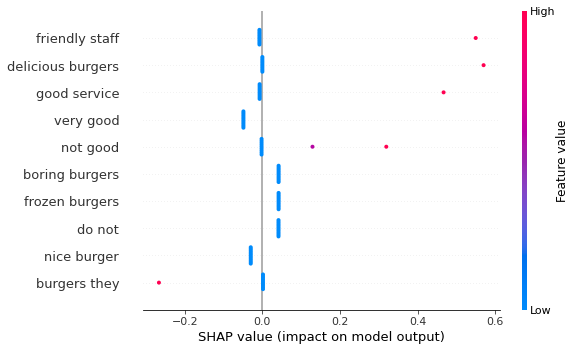 High
friendly staff
delicious burgers
good service
very good
not good
boring burgers
frozen burgers
do not
nice burger
burgers they
Feature value
Low
−0.2 0.0 0.2 0.4 0.6
SHAP value (impact on model output)